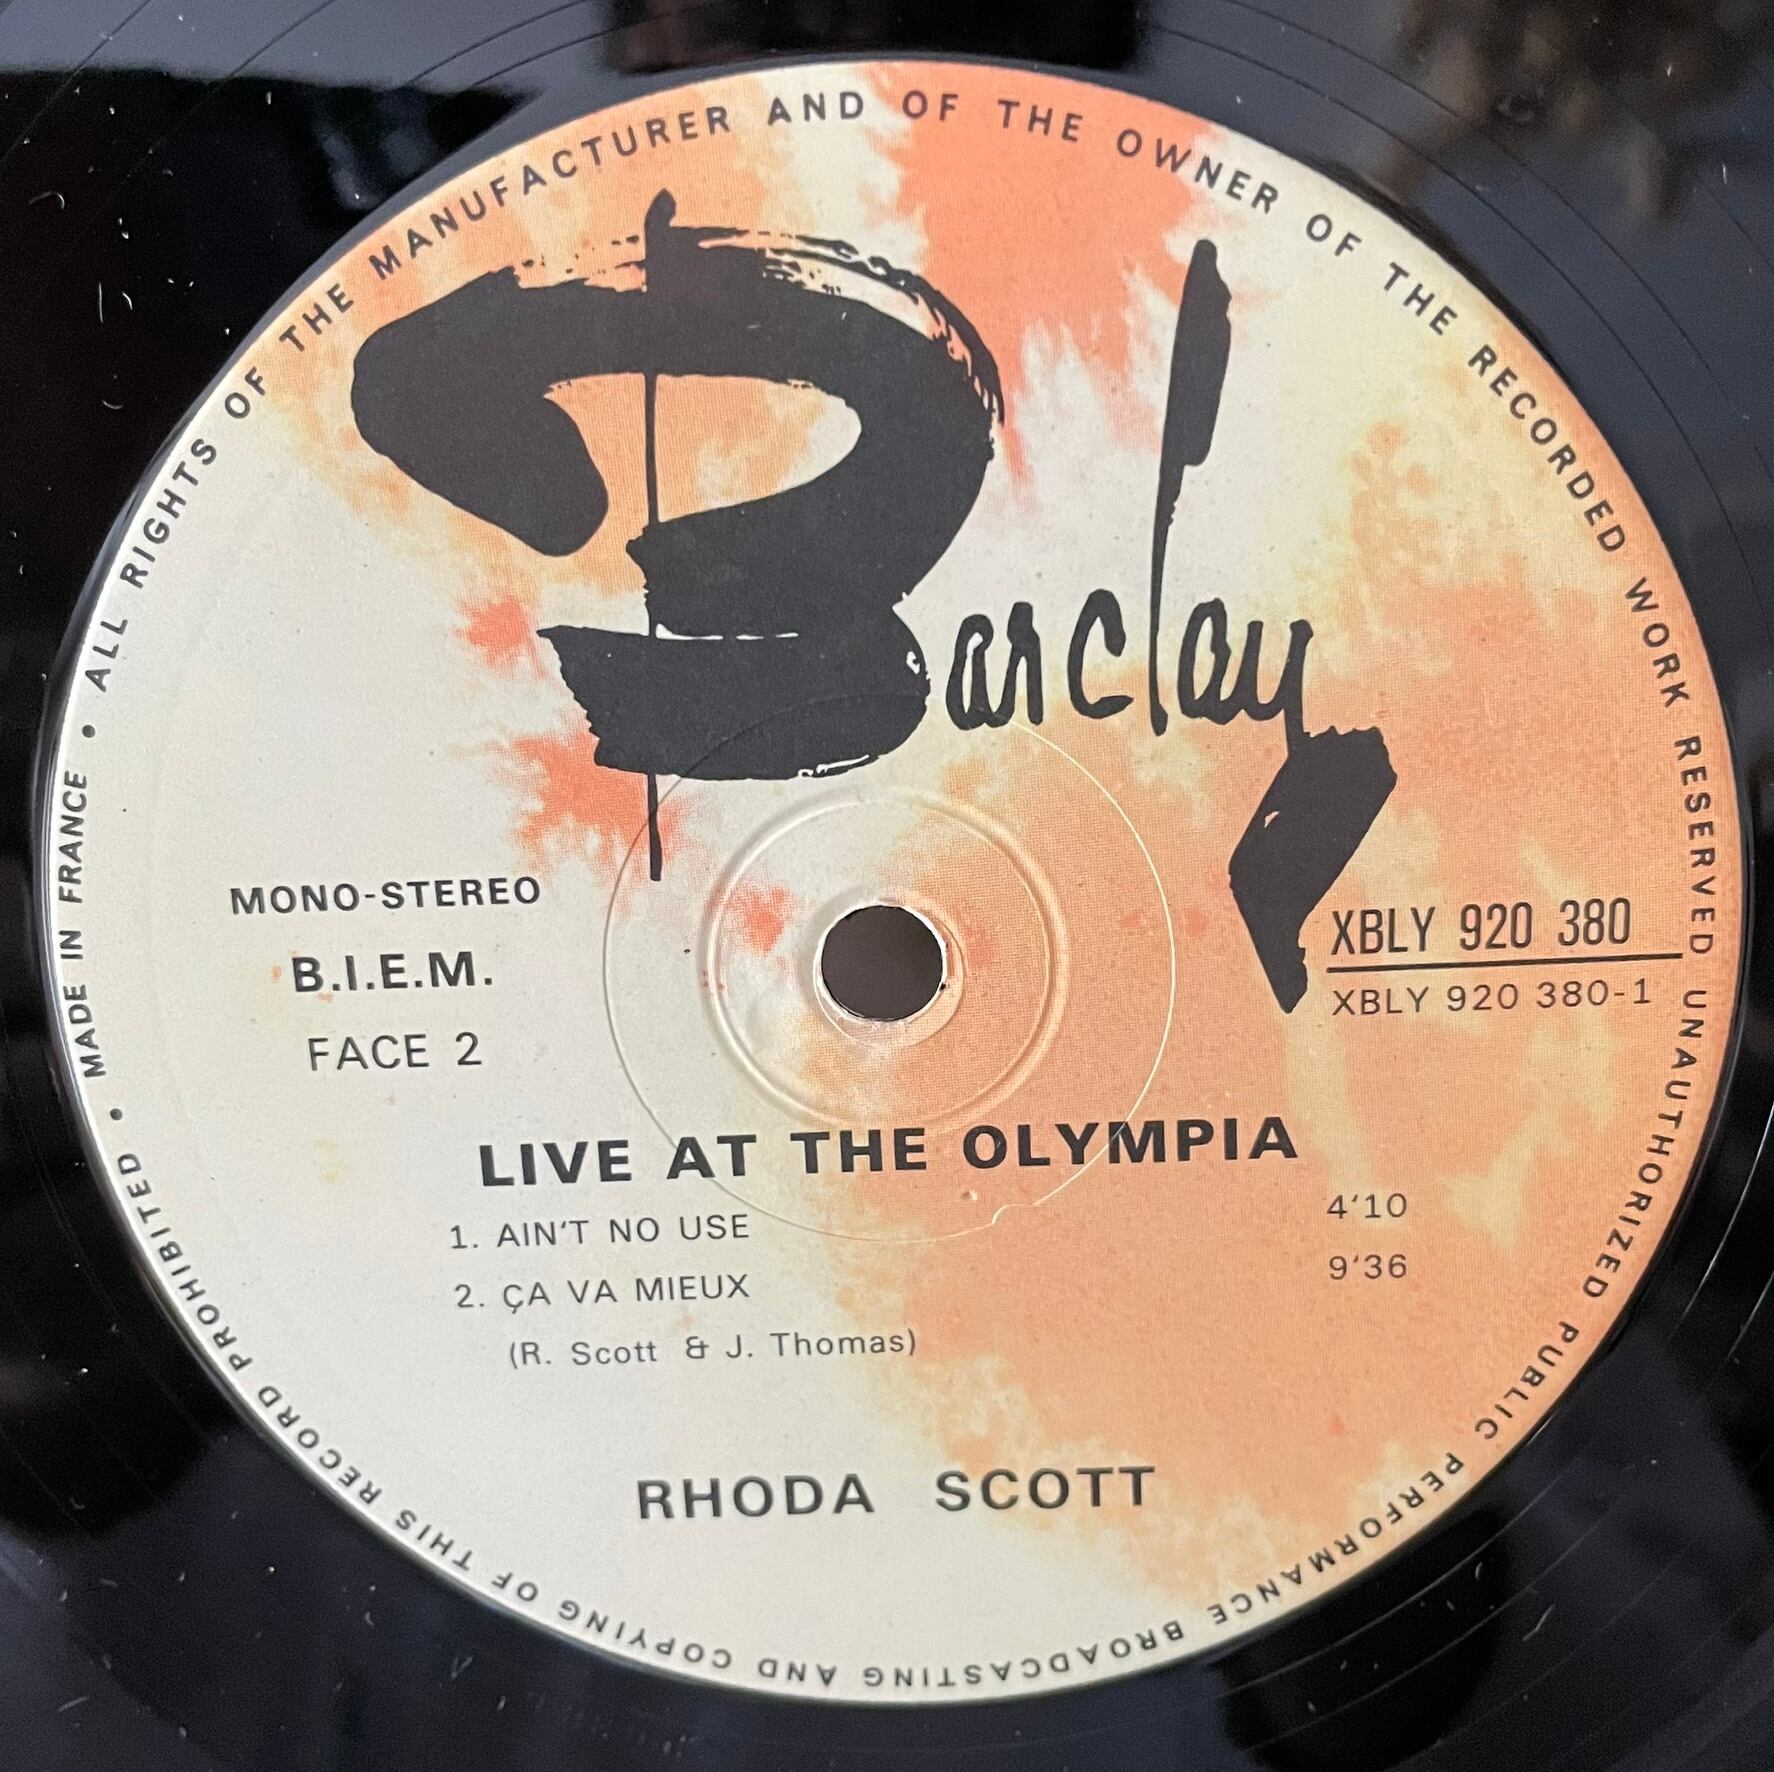 MADE IN FRANCE • ALL RIGHTS OF THE MANUFACTURER AND OF THE OWNER OF THE RECORDED WORK RESERVED UNAUTHORIZED PUBLIC PERFORMANCE BROADCASTING AND COPYING OF THIS RECORD PROHIBITED •
Barclay
MONO-STEREO
B.I.E.M.
FACE 2
XBLY 920 380
XBLY 920 380-1
LIVE AT THE OLYMPIA
1. AIN'T NO USE 4'10
2. ÇA VA MIEUX 9'36
(R. Scott & J. Thomas)
RHODA SCOTT